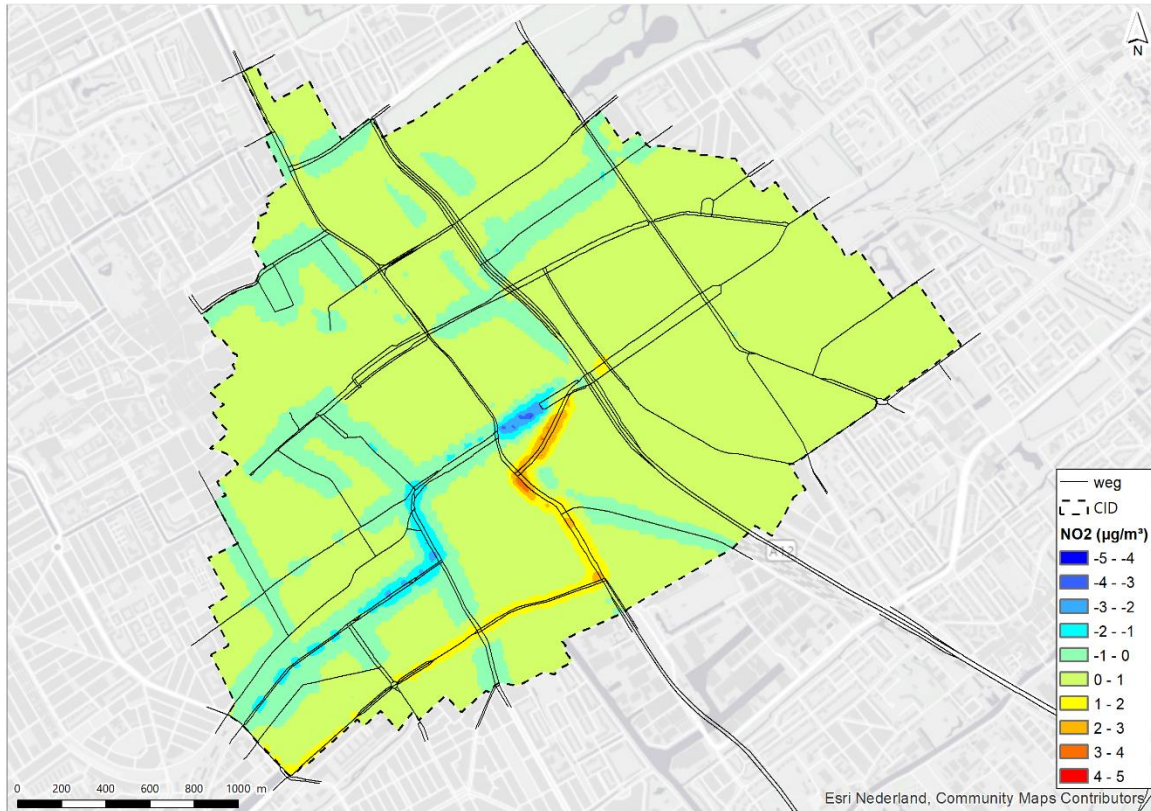 N
A12
weg
CID
NO2 (µg/m³)
-5 - -4
-4 - -3
-3 - -2
-2 - -1
-1 - 0
0 - 1
1 - 2
2 - 3
3 - 4
4 - 5
0 200 400 600 800 1000 m
Esri Nederland, Community Maps Contributors